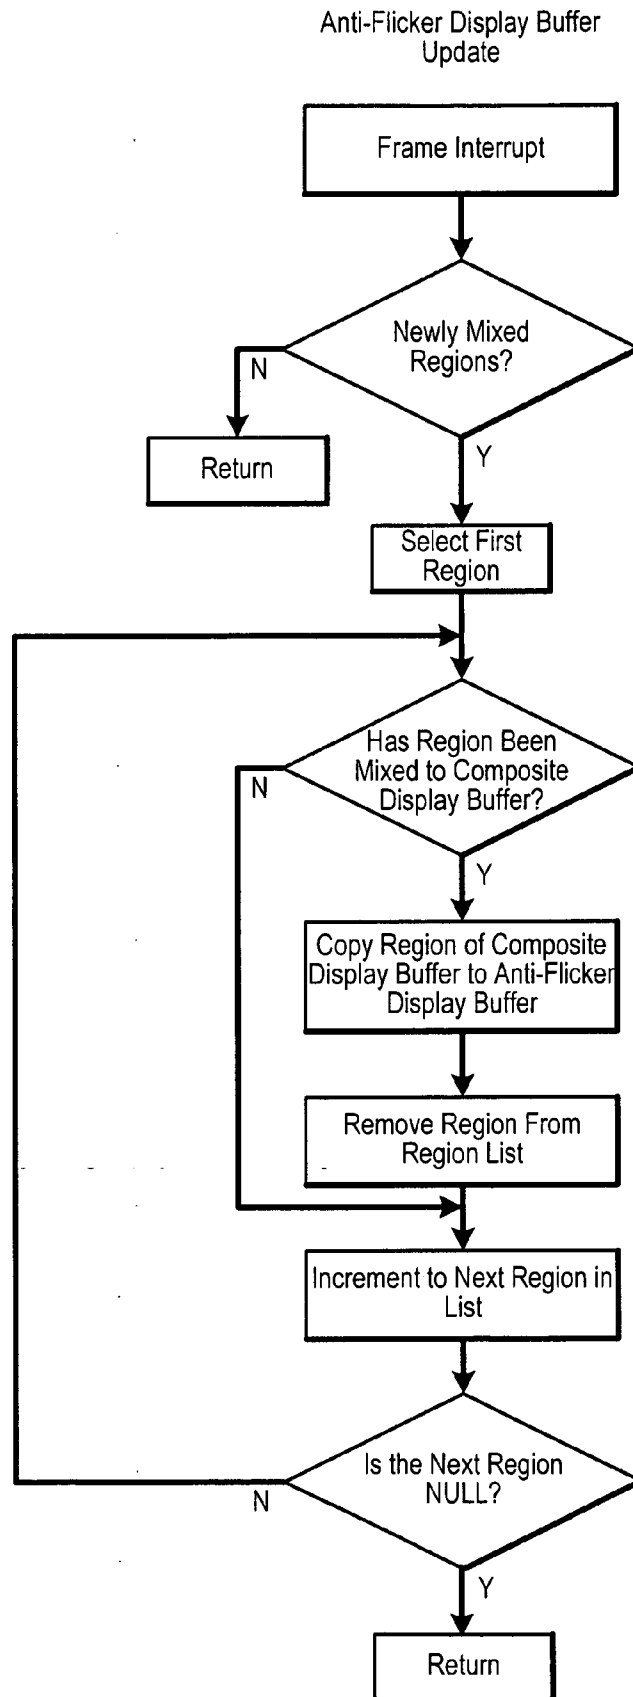 Anti-Flicker Display Buffer
Update
Frame Interrupt
Newly Mixed
Regions?
N
Return
Y
Select First
Region
Has Region Been
Mixed to Composite
Display Buffer?
N
Y
Copy Region of Composite
Display Buffer to Anti-Flicker
Display Buffer
Remove Region From
Region List
Increment to Next Region in
List
Is the Next Region
NULL?
N
Y
Return